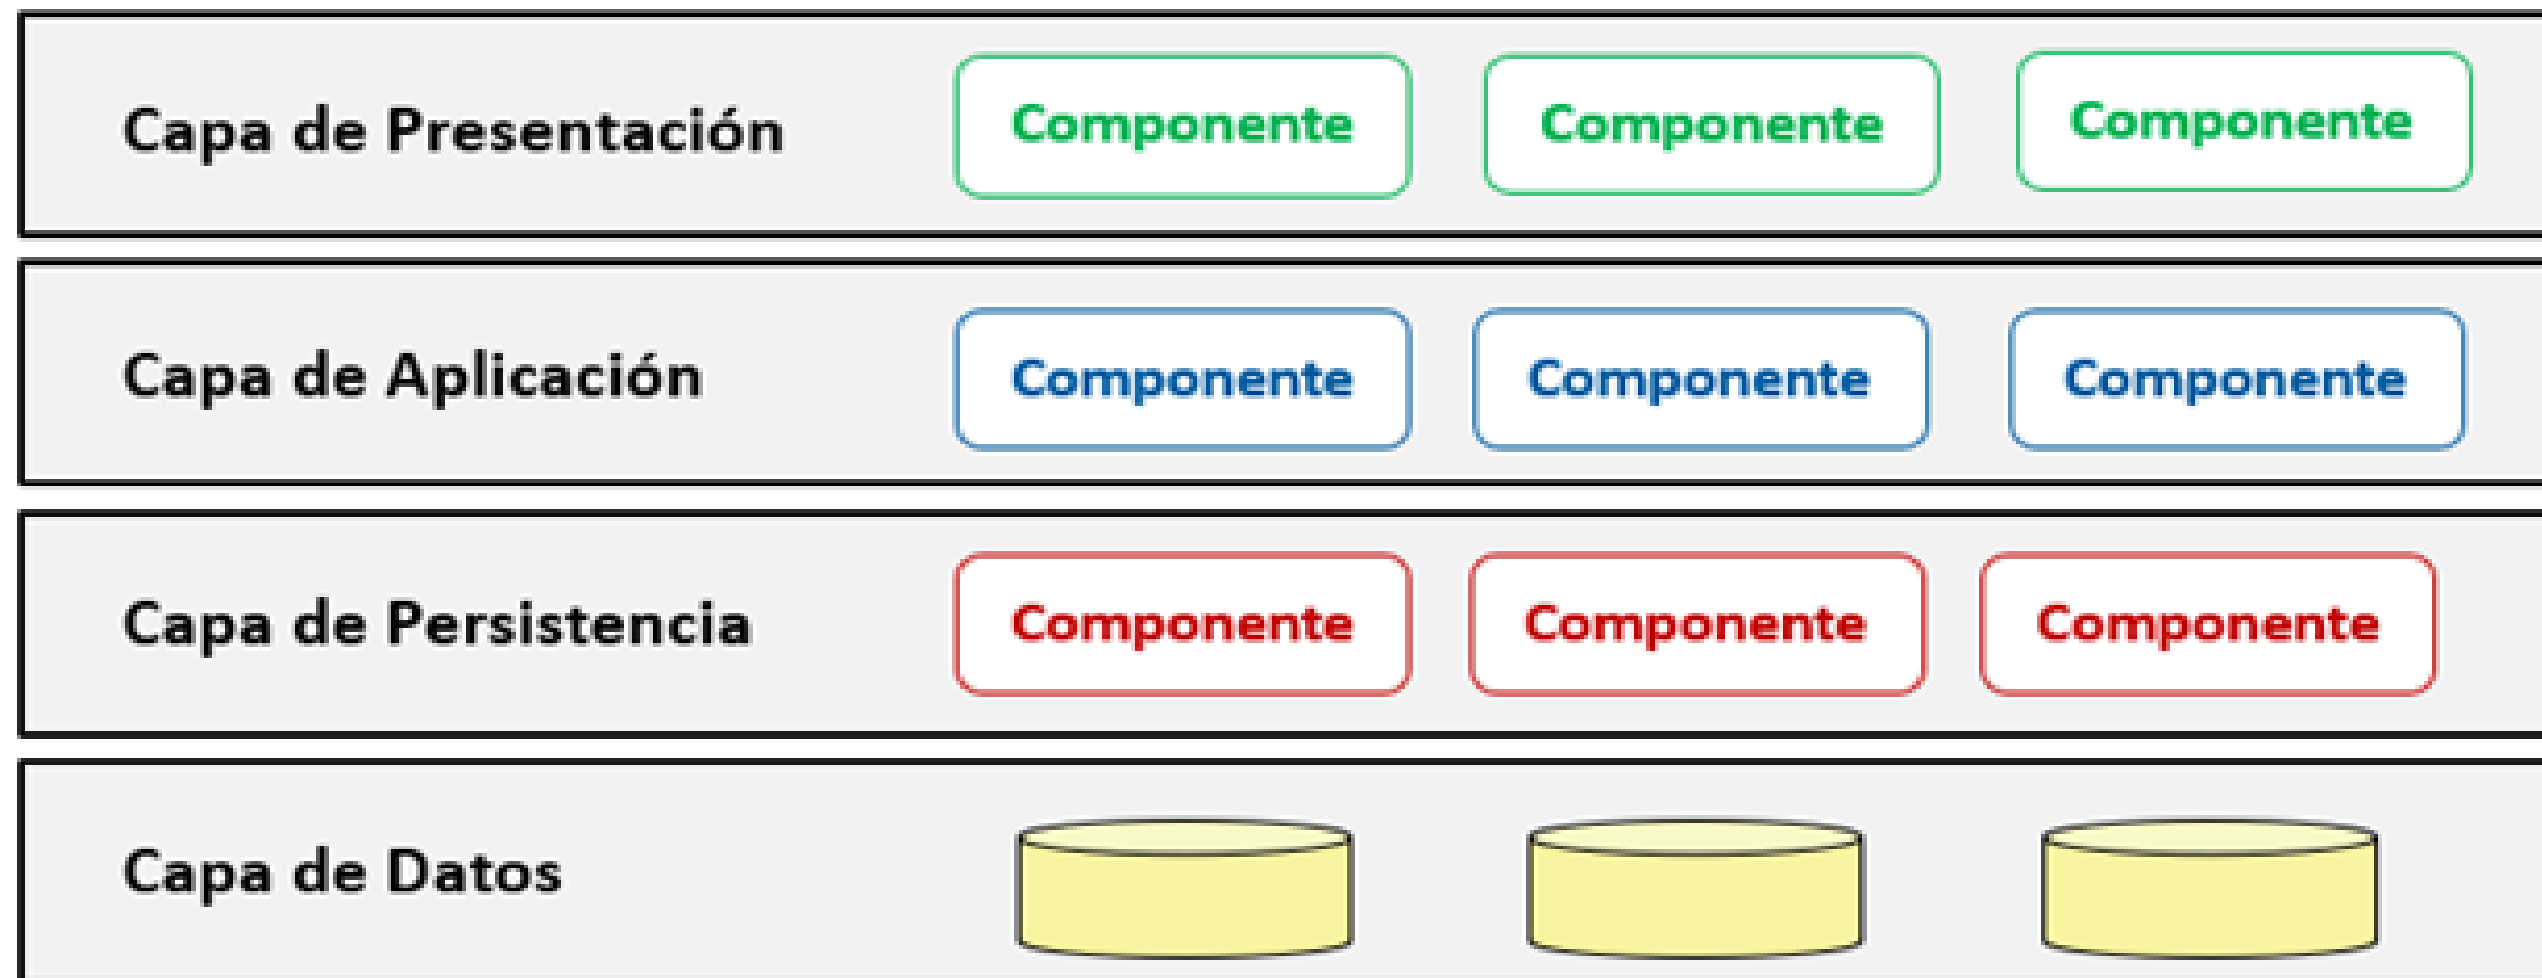 Capa de Presentación Componente Componente Componente
Capa de Aplicación Componente Componente Componente
Capa de Persistencia Componente Componente Componente
Capa de Datos